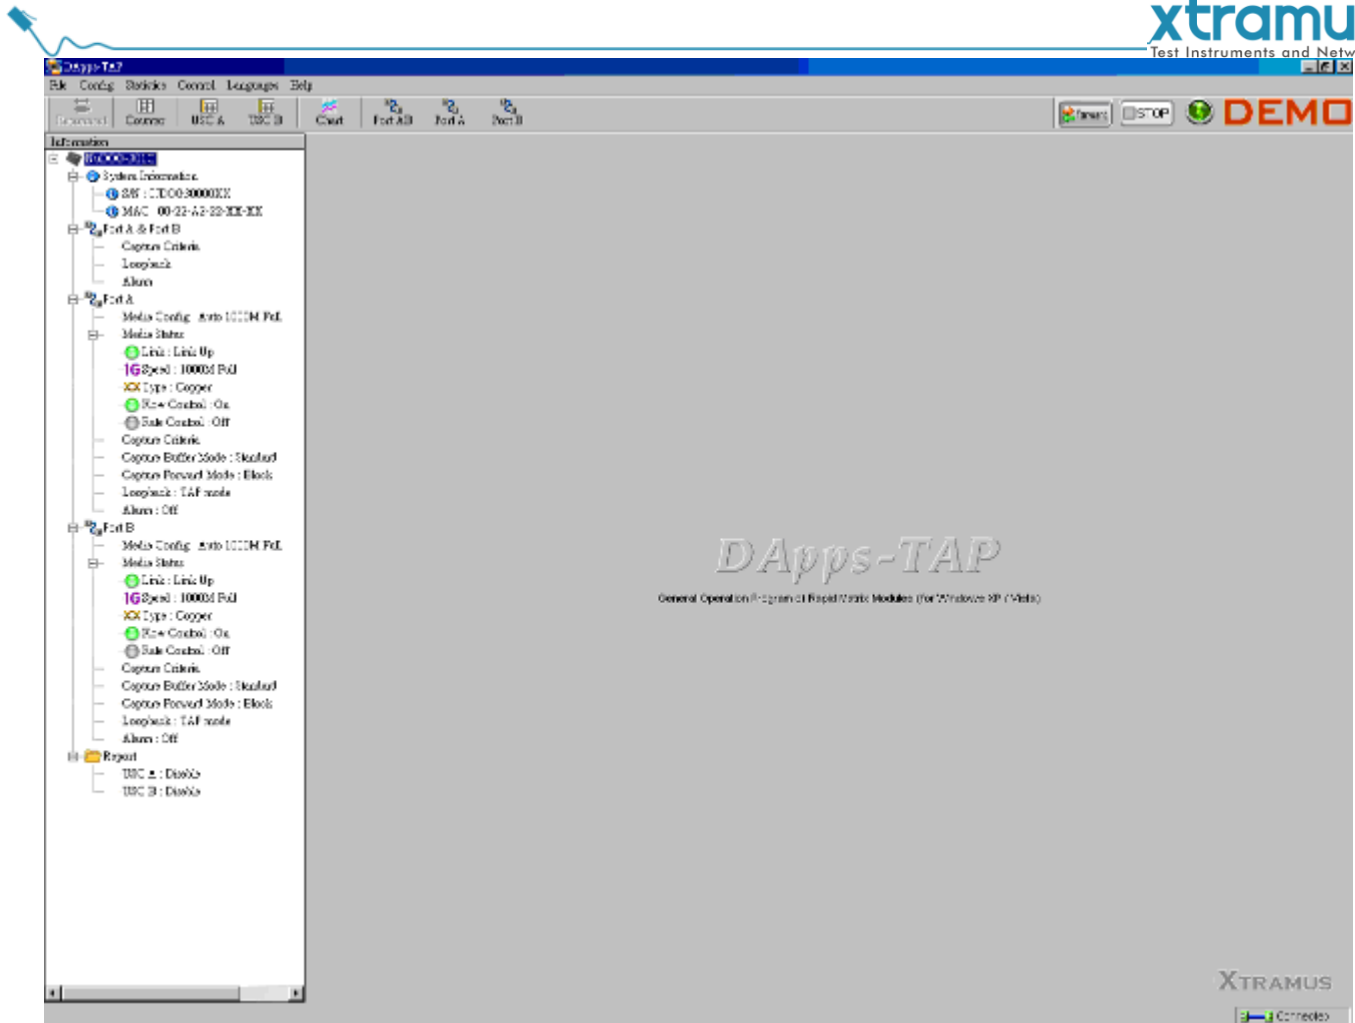 xtramu
Test Instruments and Netw
DApps-TAP
File Config Statistics Control Languages Help
Counter USC A USC B Chart Port AB Port A Port B Forward STOP DEMO
Information
System Information
S/N :
MAC 00-22-A2-22-XX-XX
Port A & Port B
Capture Criteria
Loopback
Alarm
Port A
Media Config Auto 1000M Full
Media Status
Link : Link Up
1G Speed : 1000M Full
Type : Copper
Flow Control : On
Rate Control : Off
Capture Criteria
Capture Buffer Mode : Standard
Capture Forward Mode : Block
Loopback : TAP mode
Alarm : Off
Port B
Media Config Auto 1000M Full
Media Status
Link : Link Up
1G Speed : 1000M Full
Type : Copper
Flow Control : On
Rate Control : Off
Capture Criteria
Capture Buffer Mode : Standard
Capture Forward Mode : Block
Loopback : TAP mode
Alarm : Off
Report
USC A : Disable
USC B : Disable
DApps-TAP
General Operation Program of Rapid Matrix Modules (for Windows XP / Vista)
XTRAMUS
Connected